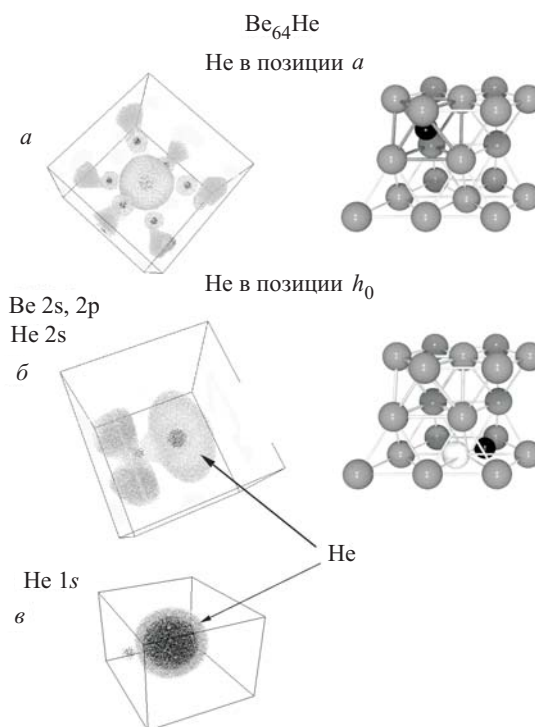 Be₆₄He
He в позиции a
а
He в позиции h₀
Be 2s, 2p
He 2s
б
He
He 1s
в